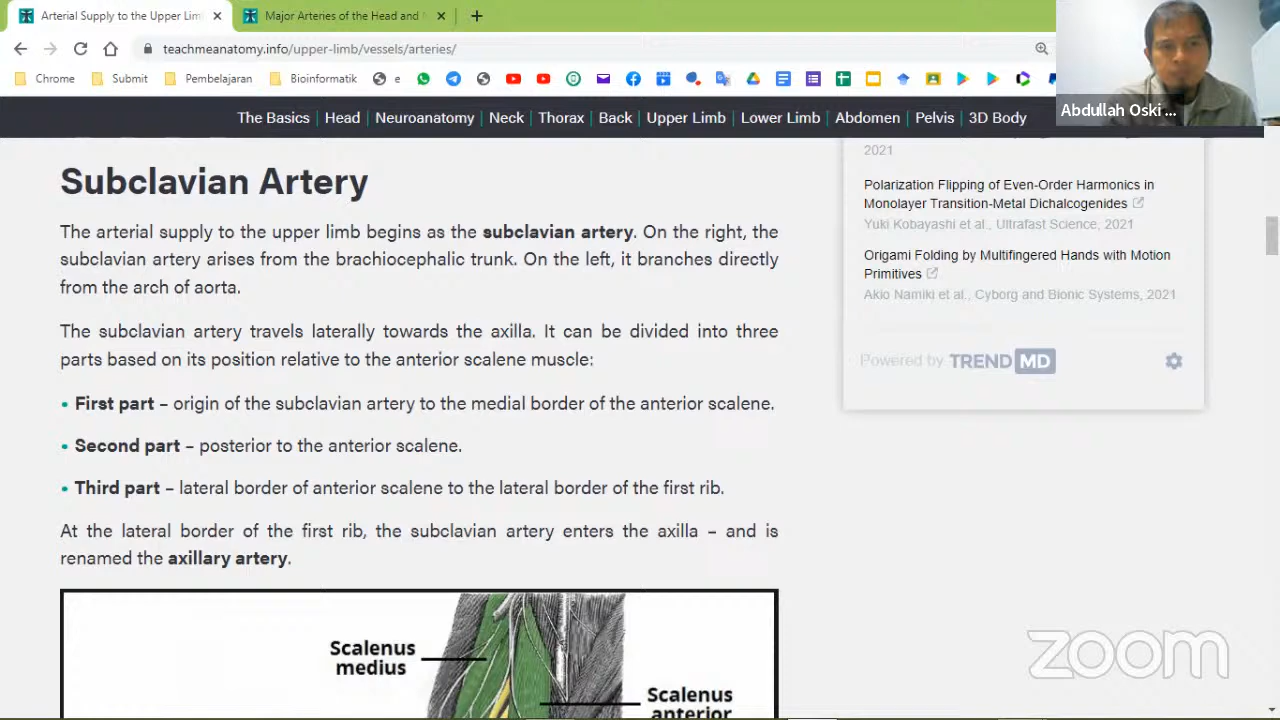 Arterial Supply to the Upper Lim
Major Arteries of the Head and
teachmeanatomy.info/upper-limb/vessels/arteries/
Chrome
Submit
Pembelajaran
Bioinformatik
e
Abdullah Oski ...
The Basics | Head | Neuroanatomy | Neck | Thorax | Back | Upper Limb | Lower Limb | Abdomen | Pelvis | 3D Body
Subclavian Artery
The arterial supply to the upper limb begins as the subclavian artery. On the right, the
subclavian artery arises from the brachiocephalic trunk. On the left, it branches directly
from the arch of aorta.
The subclavian artery travels laterally towards the axilla. It can be divided into three
parts based on its position relative to the anterior scalene muscle:
• First part – origin of the subclavian artery to the medial border of the anterior scalene.
• Second part – posterior to the anterior scalene.
• Third part – lateral border of anterior scalene to the lateral border of the first rib.
At the lateral border of the first rib, the subclavian artery enters the axilla – and is
renamed the axillary artery.
Scalenus
medius
Scalenus
anterior
2021
Polarization Flipping of Even-Order Harmonics in
Monolayer Transition-Metal Dichalcogenides
Yuki Kobayashi et al., Ultrafast Science, 2021
Origami Folding by Multifingered Hands with Motion
Primitives
Akio Namiki et al., Cyborg and Bionic Systems, 2021
Powered by TREND MD
zoom